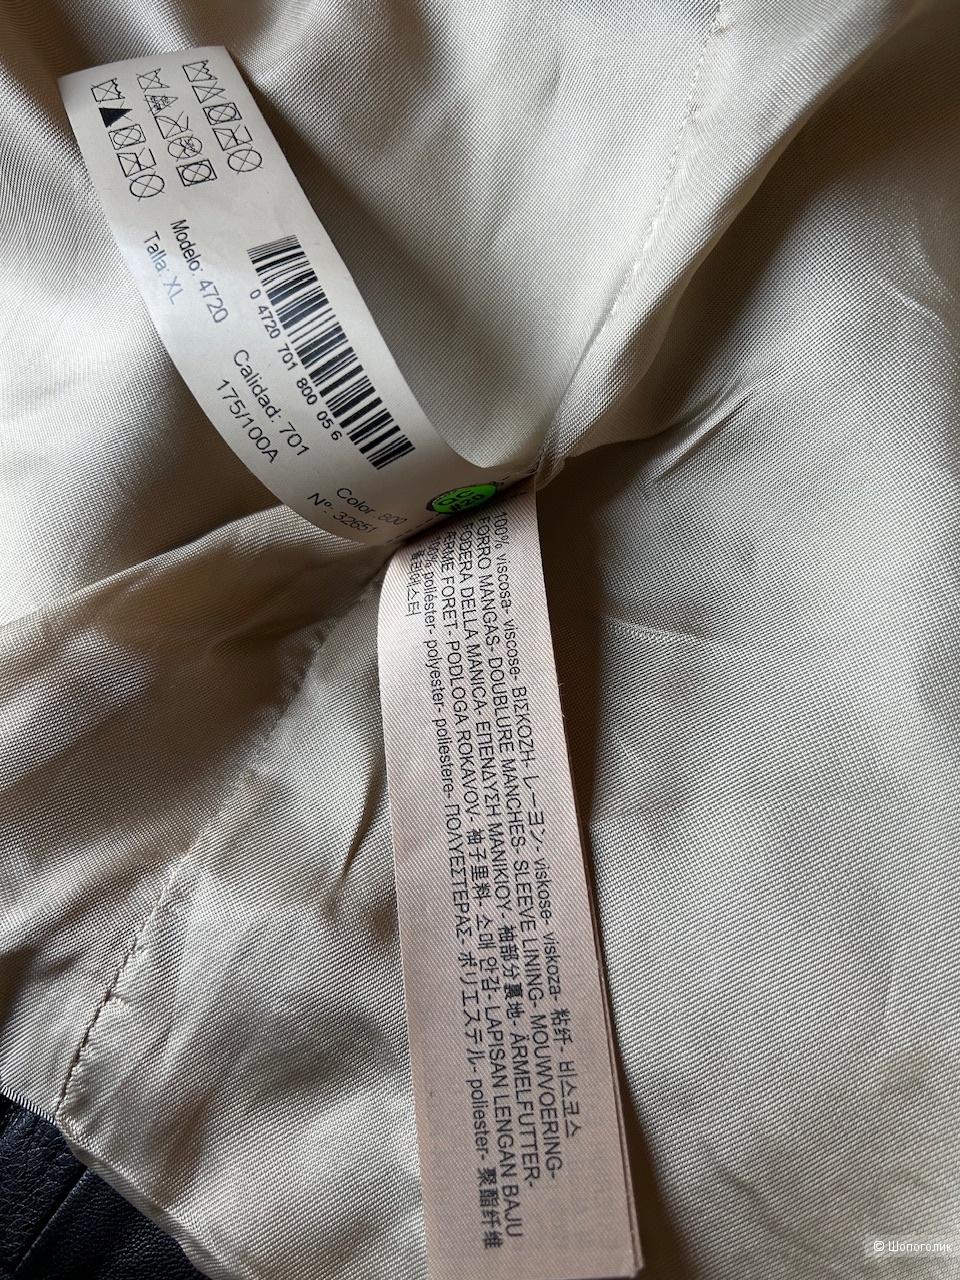 Modelo: 4720
Talla: XL
0 4720 701 800 05 6
Calidad: 701
175/100A
Color: 800
Nº: 32651
100% viscosa- viscose- ΒΙΣΚΟΖΗ- レーヨン- viskose- viskoza- 粘纤- 비스코스
FORRO MANGAS- DOUBLURE MANCHES- SLEEVE LINING- MOUWVOERING-
FODERA DELLA MANICA- ΕΠΕΝΔΥΣΗ ΜΑΝΙΚΙΟΥ- 袖部分裏地- ÄRMELFUTTER-
FORET- PODLOGA ROKAVOV- 袖子里料- 소매 안감- LAPISAN LENGAN BAJU
100% poliéster- polyester- poliestere- ΠΟΛΥΕΣΤΕΡΑΣ- ポリエステル- poliester- 聚酯纤维
폴리에스터
© Шопоголик